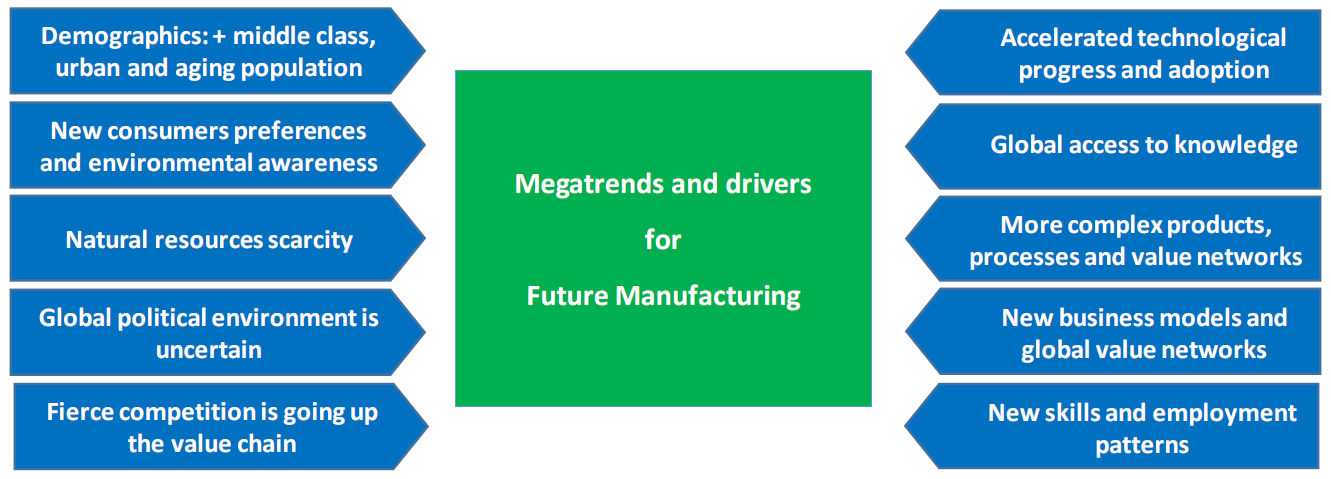 Demographics: + middle class,
urban and aging population
New consumers preferences
and environmental awareness
Natural resources scarcity
Global political environment is
uncertain
Fierce competition is going up
the value chain
Megatrends and drivers
for
Future Manufacturing
Accelerated technological
progress and adoption
Global access to knowledge
More complex products,
processes and value networks
New business models and
global value networks
New skills and employment
patterns